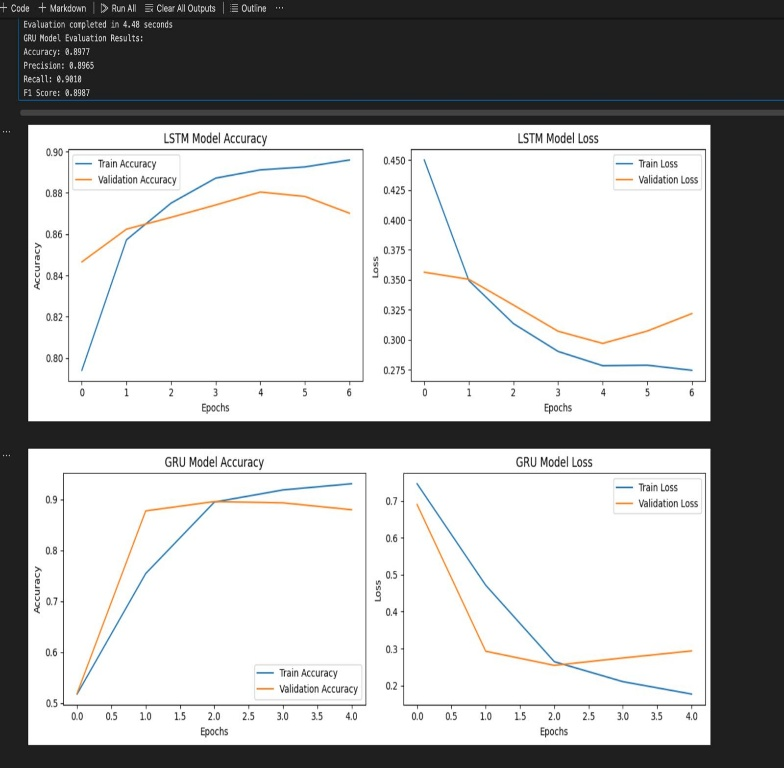 + Code + Markdown Run All Clear All Outputs Outline ...
Evaluation completed in 4.48 seconds
GRU Model Evaluation Results:
Accuracy: 0.8977
Precision: 0.8965
Recall: 0.9010
F1 Score: 0.8987
...
LSTM Model Accuracy
Train Accuracy
Validation Accuracy
0.90
0.88
0.86
0.84
0.82
0.80
Accuracy
0 1 2 3 4 5 6
Epochs
LSTM Model Loss
Train Loss
Validation Loss
0.450
0.425
0.400
0.375
0.350
0.325
0.300
0.275
Loss
0 1 2 3 4 5 6
Epochs
...
GRU Model Accuracy
0.9
0.8
0.7
0.6
0.5
Accuracy
Train Accuracy
Validation Accuracy
0.0 0.5 1.0 1.5 2.0 2.5 3.0 3.5 4.0
Epochs
GRU Model Loss
Train Loss
Validation Loss
0.7
0.6
0.5
0.4
0.3
0.2
Loss
0.0 0.5 1.0 1.5 2.0 2.5 3.0 3.5 4.0
Epochs